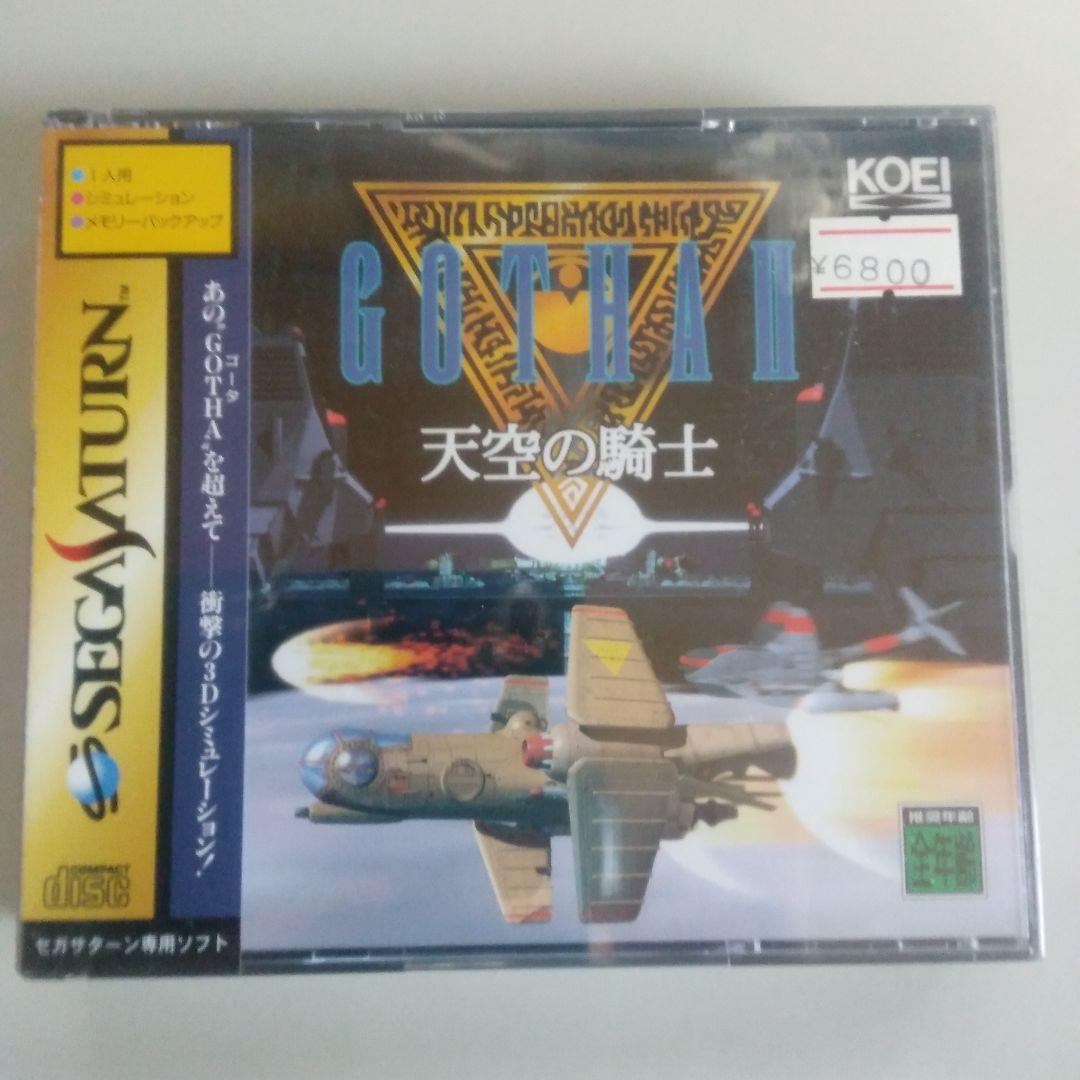 1人用
シミュレーション
メモリーバックアップ
SEGA SATURN™
あの"GOTHA"を超えて——衝撃の3Dシミュレーション!
ゴータ
COMPACT
disc
セガサターン専用ソフト
KOEI
¥6800
GOTHA II
天空の騎士
推奨年齢
全年齢